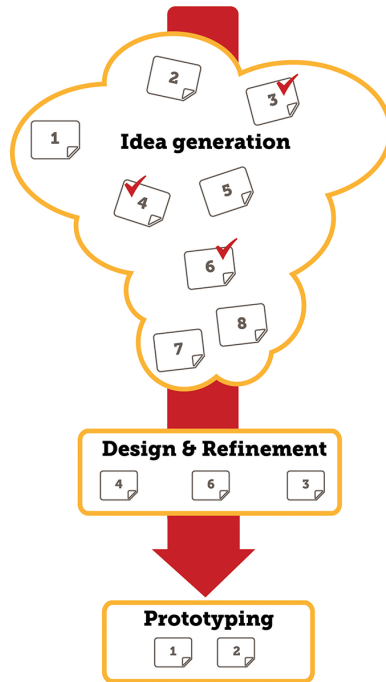 2
3
1
Idea generation
4
5
6
8
7
Design & Refinement
4 6 3
Prototyping
1 2